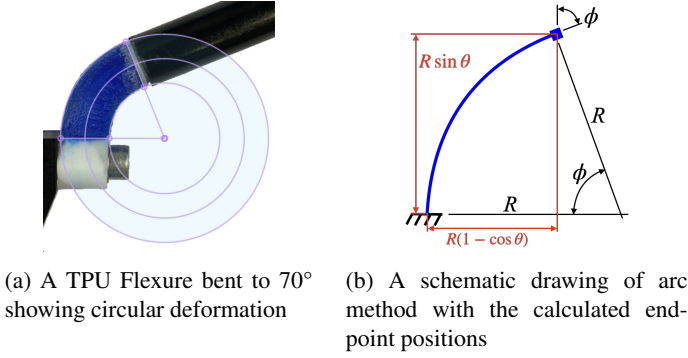 ϕ
R sin θ
R
ϕ
R
R(1 − cos θ)
(a) A TPU Flexure bent to 70°
showing circular deformation
(b) A schematic drawing of arc
method with the calculated end-
point positions